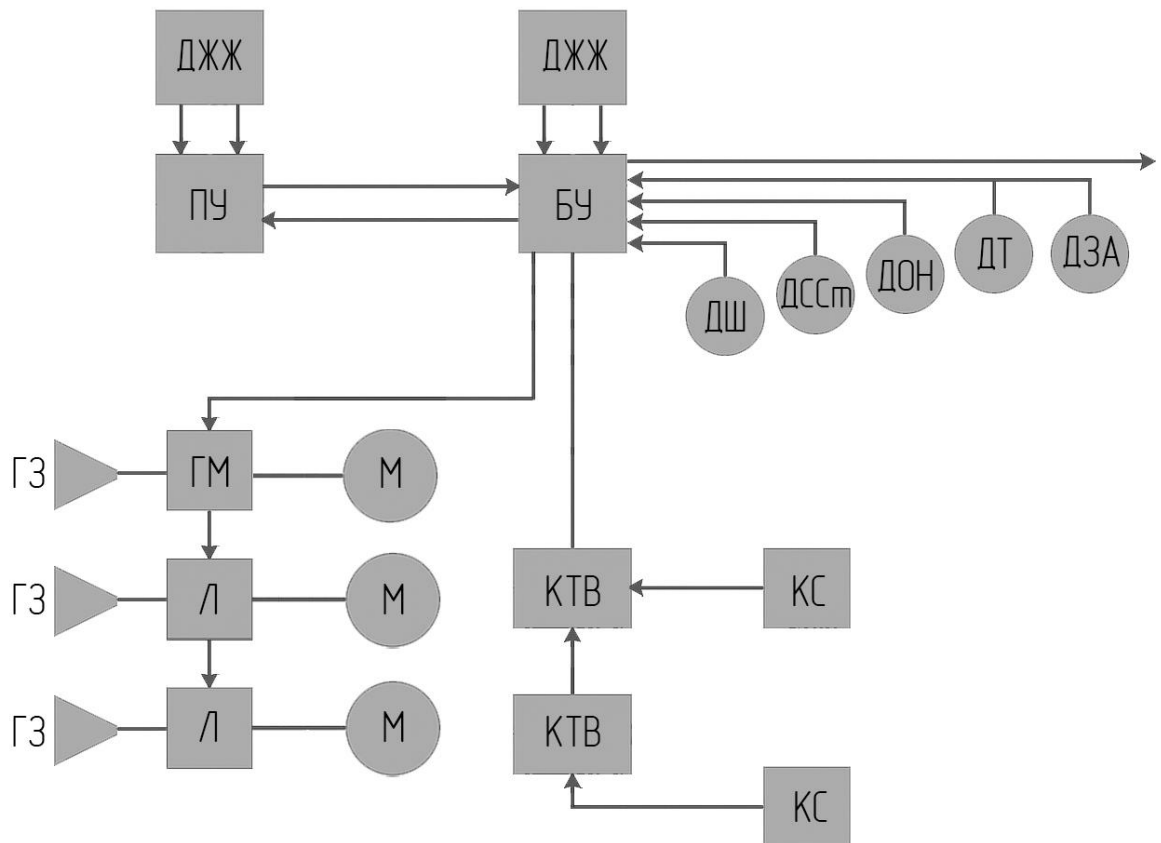 ДЖЖ
ДЖЖ
ПУ
БУ
ДШ
ДССт
ДОН
ДТ
ДЗА
ГЗ
ГМ
М
ГЗ
Л
М
КТВ
КС
ГЗ
Л
М
КТВ
КС